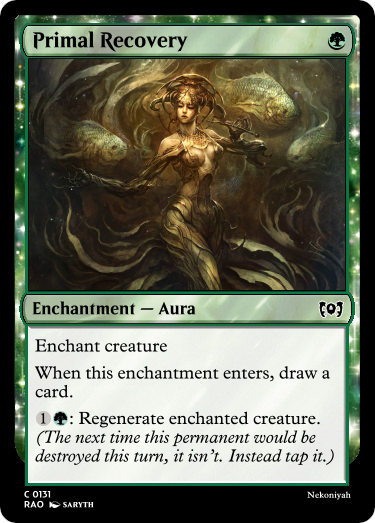 Primal Recovery
Enchantment — Aura
Enchant creature
When this enchantment enters, draw a
card.
1: Regenerate enchanted creature.
(The next time this permanent would be
destroyed this turn, it isn't. Instead tap it.)
C 0131
RAO SARYTH
Nekoniyah